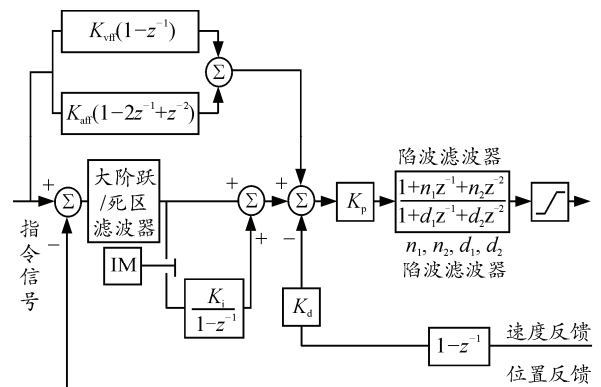 K_vff(1−z⁻¹)
Σ
K_aff(1−2z⁻¹+z⁻²)
陷波滤波器
+
Σ
大阶跃
/死区
滤波器
+
Σ
+
+
+
Σ
K_p
1+n₁z⁻¹+n₂z⁻²
1+d₁z⁻¹+d₂z⁻²
指令信号
−
−
n₁, n₂, d₁, d₂
陷波滤波器
IM
K_i
1−z⁻¹
K_d
1−z⁻¹
速度反馈
位置反馈